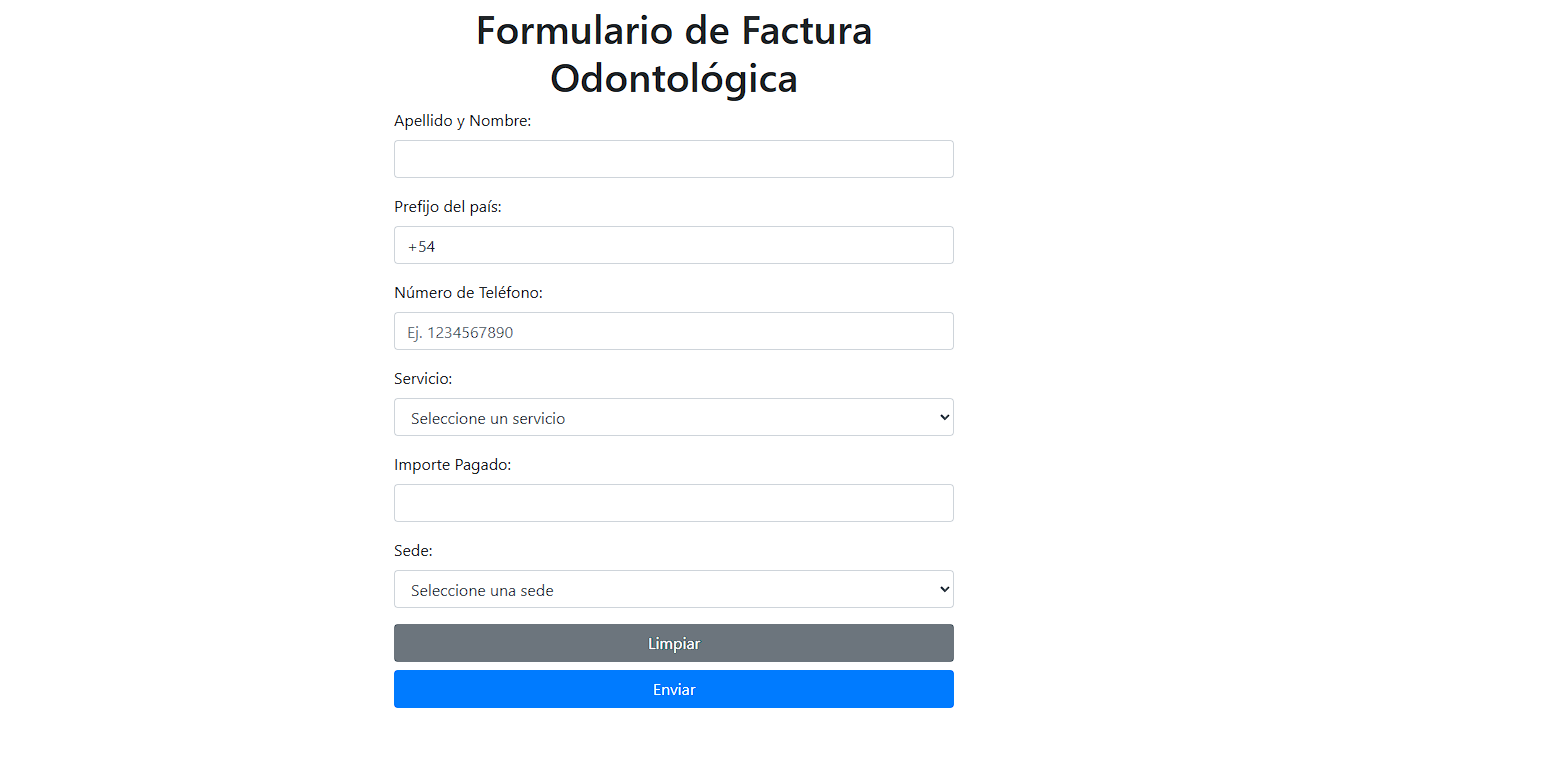 Formulario de Factura
Odontológica
Apellido y Nombre:
Prefijo del país:
+54
Número de Teléfono:
Ej. 1234567890
Servicio:
Seleccione un servicio
Importe Pagado:
Sede:
Seleccione una sede
Limpiar
Enviar